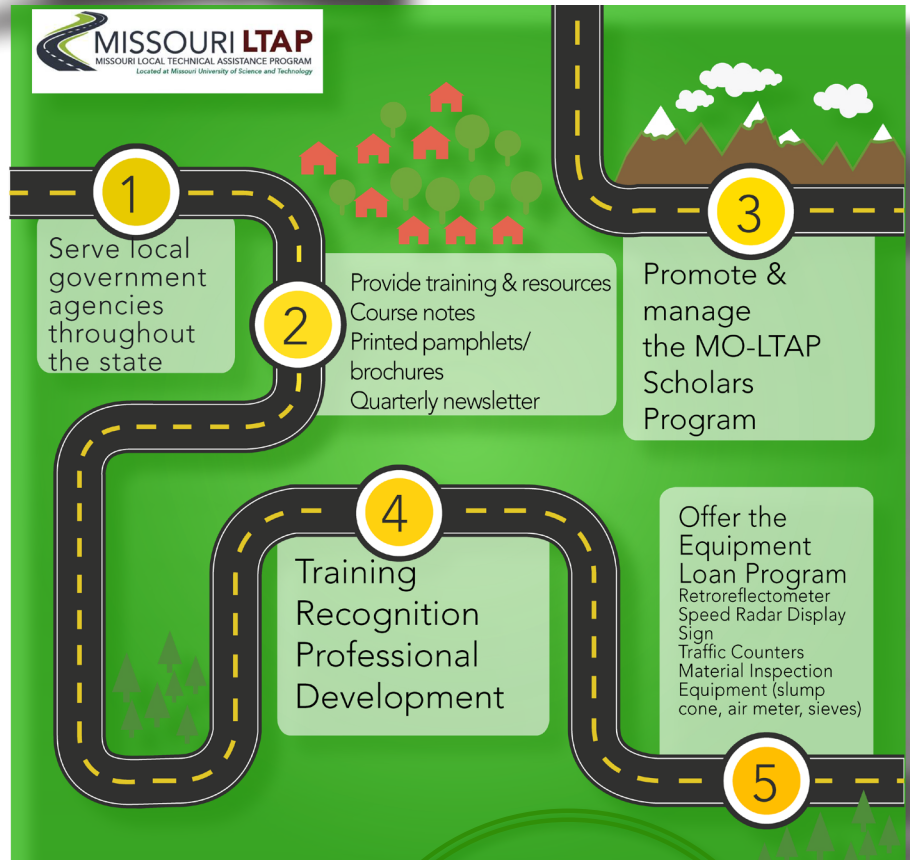 MISSOURI LTAP
MISSOURI LOCAL TECHNICAL ASSISTANCE PROGRAM
Located at Missouri University of Science and Technology
1
Serve local
government
agencies
throughout
the state
2
Provide training & resources
Course notes
Printed pamphlets/
brochures
Quarterly newsletter
3
Promote &
manage
the MO-LTAP
Scholars
Program
4
Training
Recognition
Professional
Development
Offer the
Equipment
Loan Program
Retroreflectometer
Speed Radar Display
Sign
Traffic Counters
Material Inspection
Equipment (slump
cone, air meter, sieves)
5